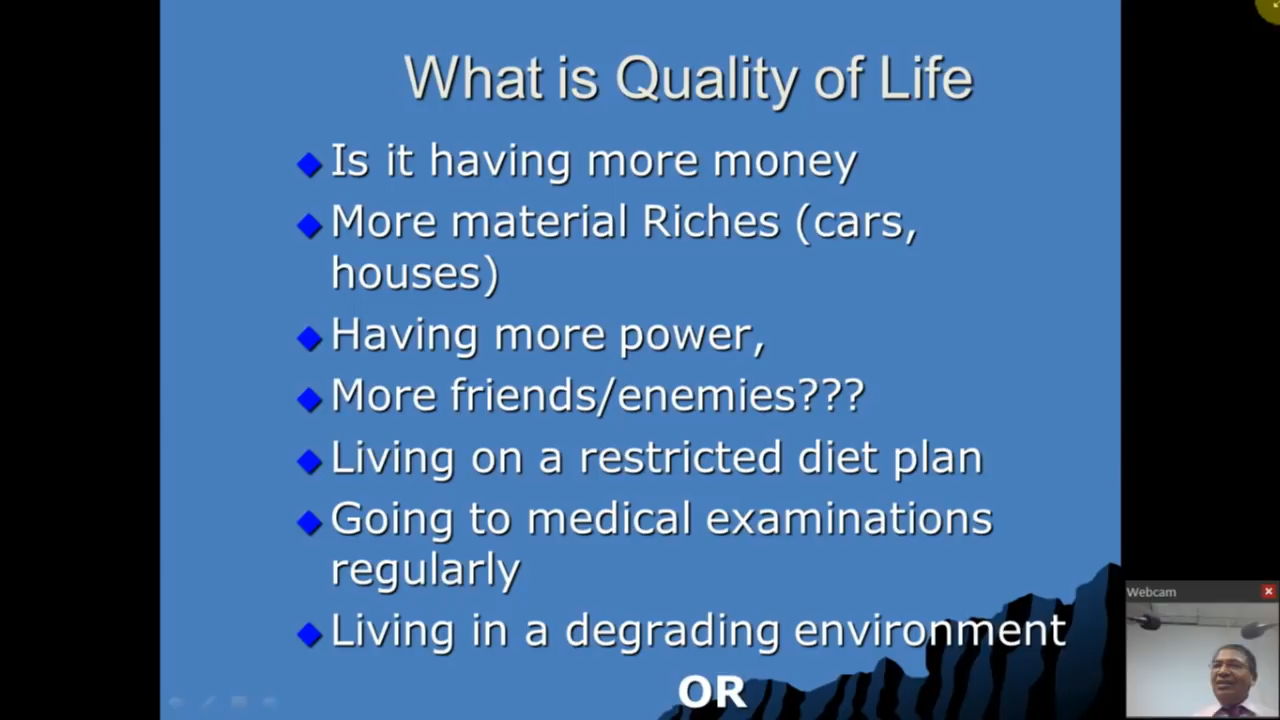 What is Quality of Life
Is it having more money
More material Riches (cars,
houses)
Having more power,
More friends/enemies???
Living on a restricted diet plan
Going to medical examinations
regularly
Living in a degrading environment
OR
Webcam